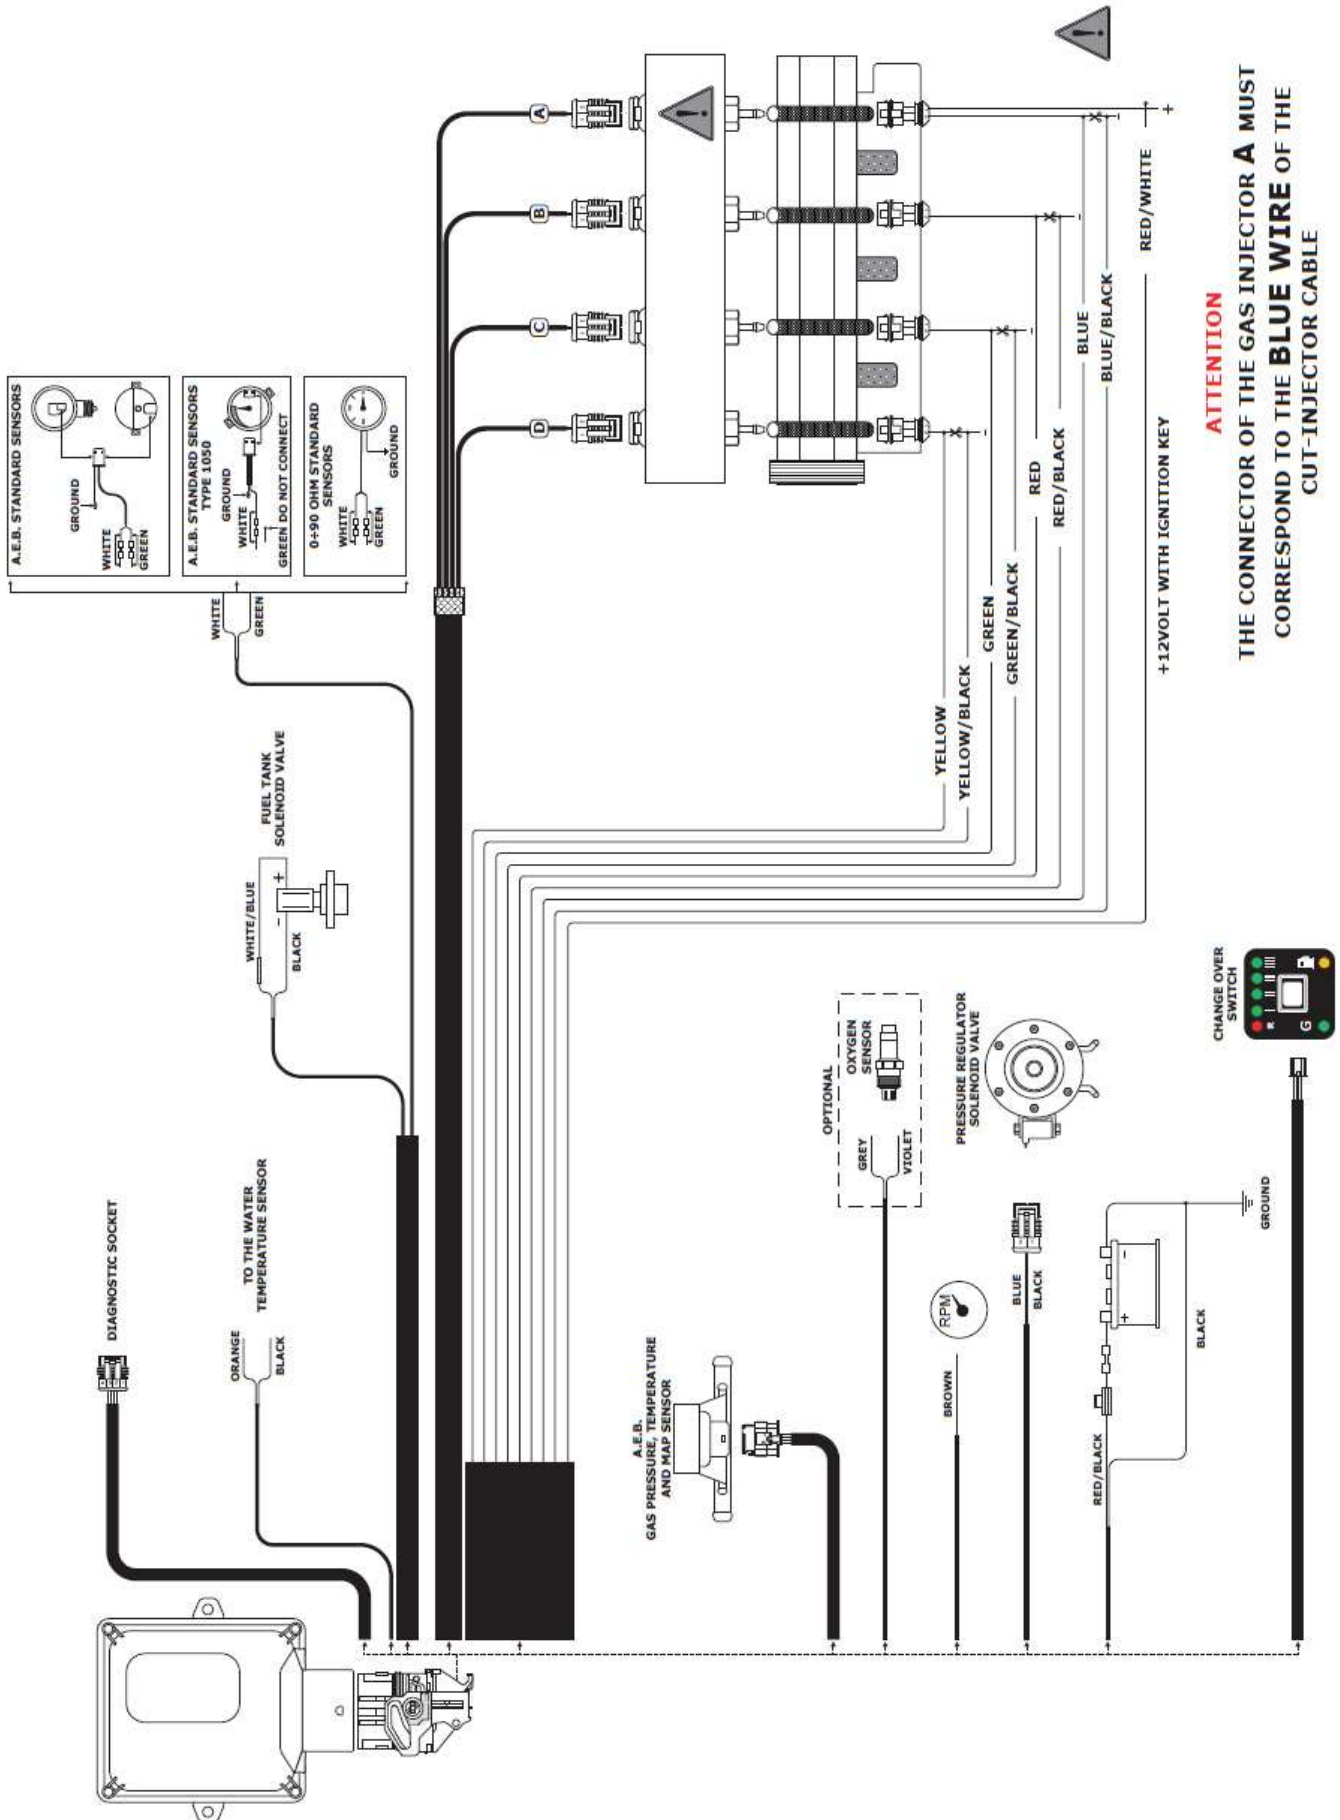 A.E.B. STANDARD SENSORS
GROUND
WHITE
GREEN
A.E.B. STANDARD SENSORS
TYPE 1050
GROUND
WHITE
GREEN DO NOT CONNECT
0÷90 OHM STANDARD
SENSORS
WHITE
GREEN
GROUND
WHITE
GREEN
FUEL TANK
SOLENOID VALVE
WHITE/BLUE
+
-
BLACK
DIAGNOSTIC SOCKET
TO THE WATER
TEMPERATURE SENSOR
ORANGE
BLACK
A
B
C
D
!
!
+
-
-
-
-
YELLOW
YELLOW/BLACK
GREEN
GREEN/BLACK
RED
RED/BLACK
BLUE
BLUE/BLACK
RED/WHITE
+12VOLT WITH IGNITION KEY
ATTENTION
THE CONNECTOR OF THE GAS INJECTOR A MUST
CORRESPOND TO THE BLUE WIRE OF THE
CUT-INJECTOR CABLE
A.E.B.
GAS PRESSURE, TEMPERATURE
AND MAP SENSOR
OPTIONAL
OXYGEN
SENSOR
GREY
VIOLET
BROWN
RPM
PRESSURE REGULATOR
SOLENOID VALVE
BLUE
BLACK
RED/BLACK
+
-
BLACK
GROUND
CHANGE OVER
SWITCH
R
G